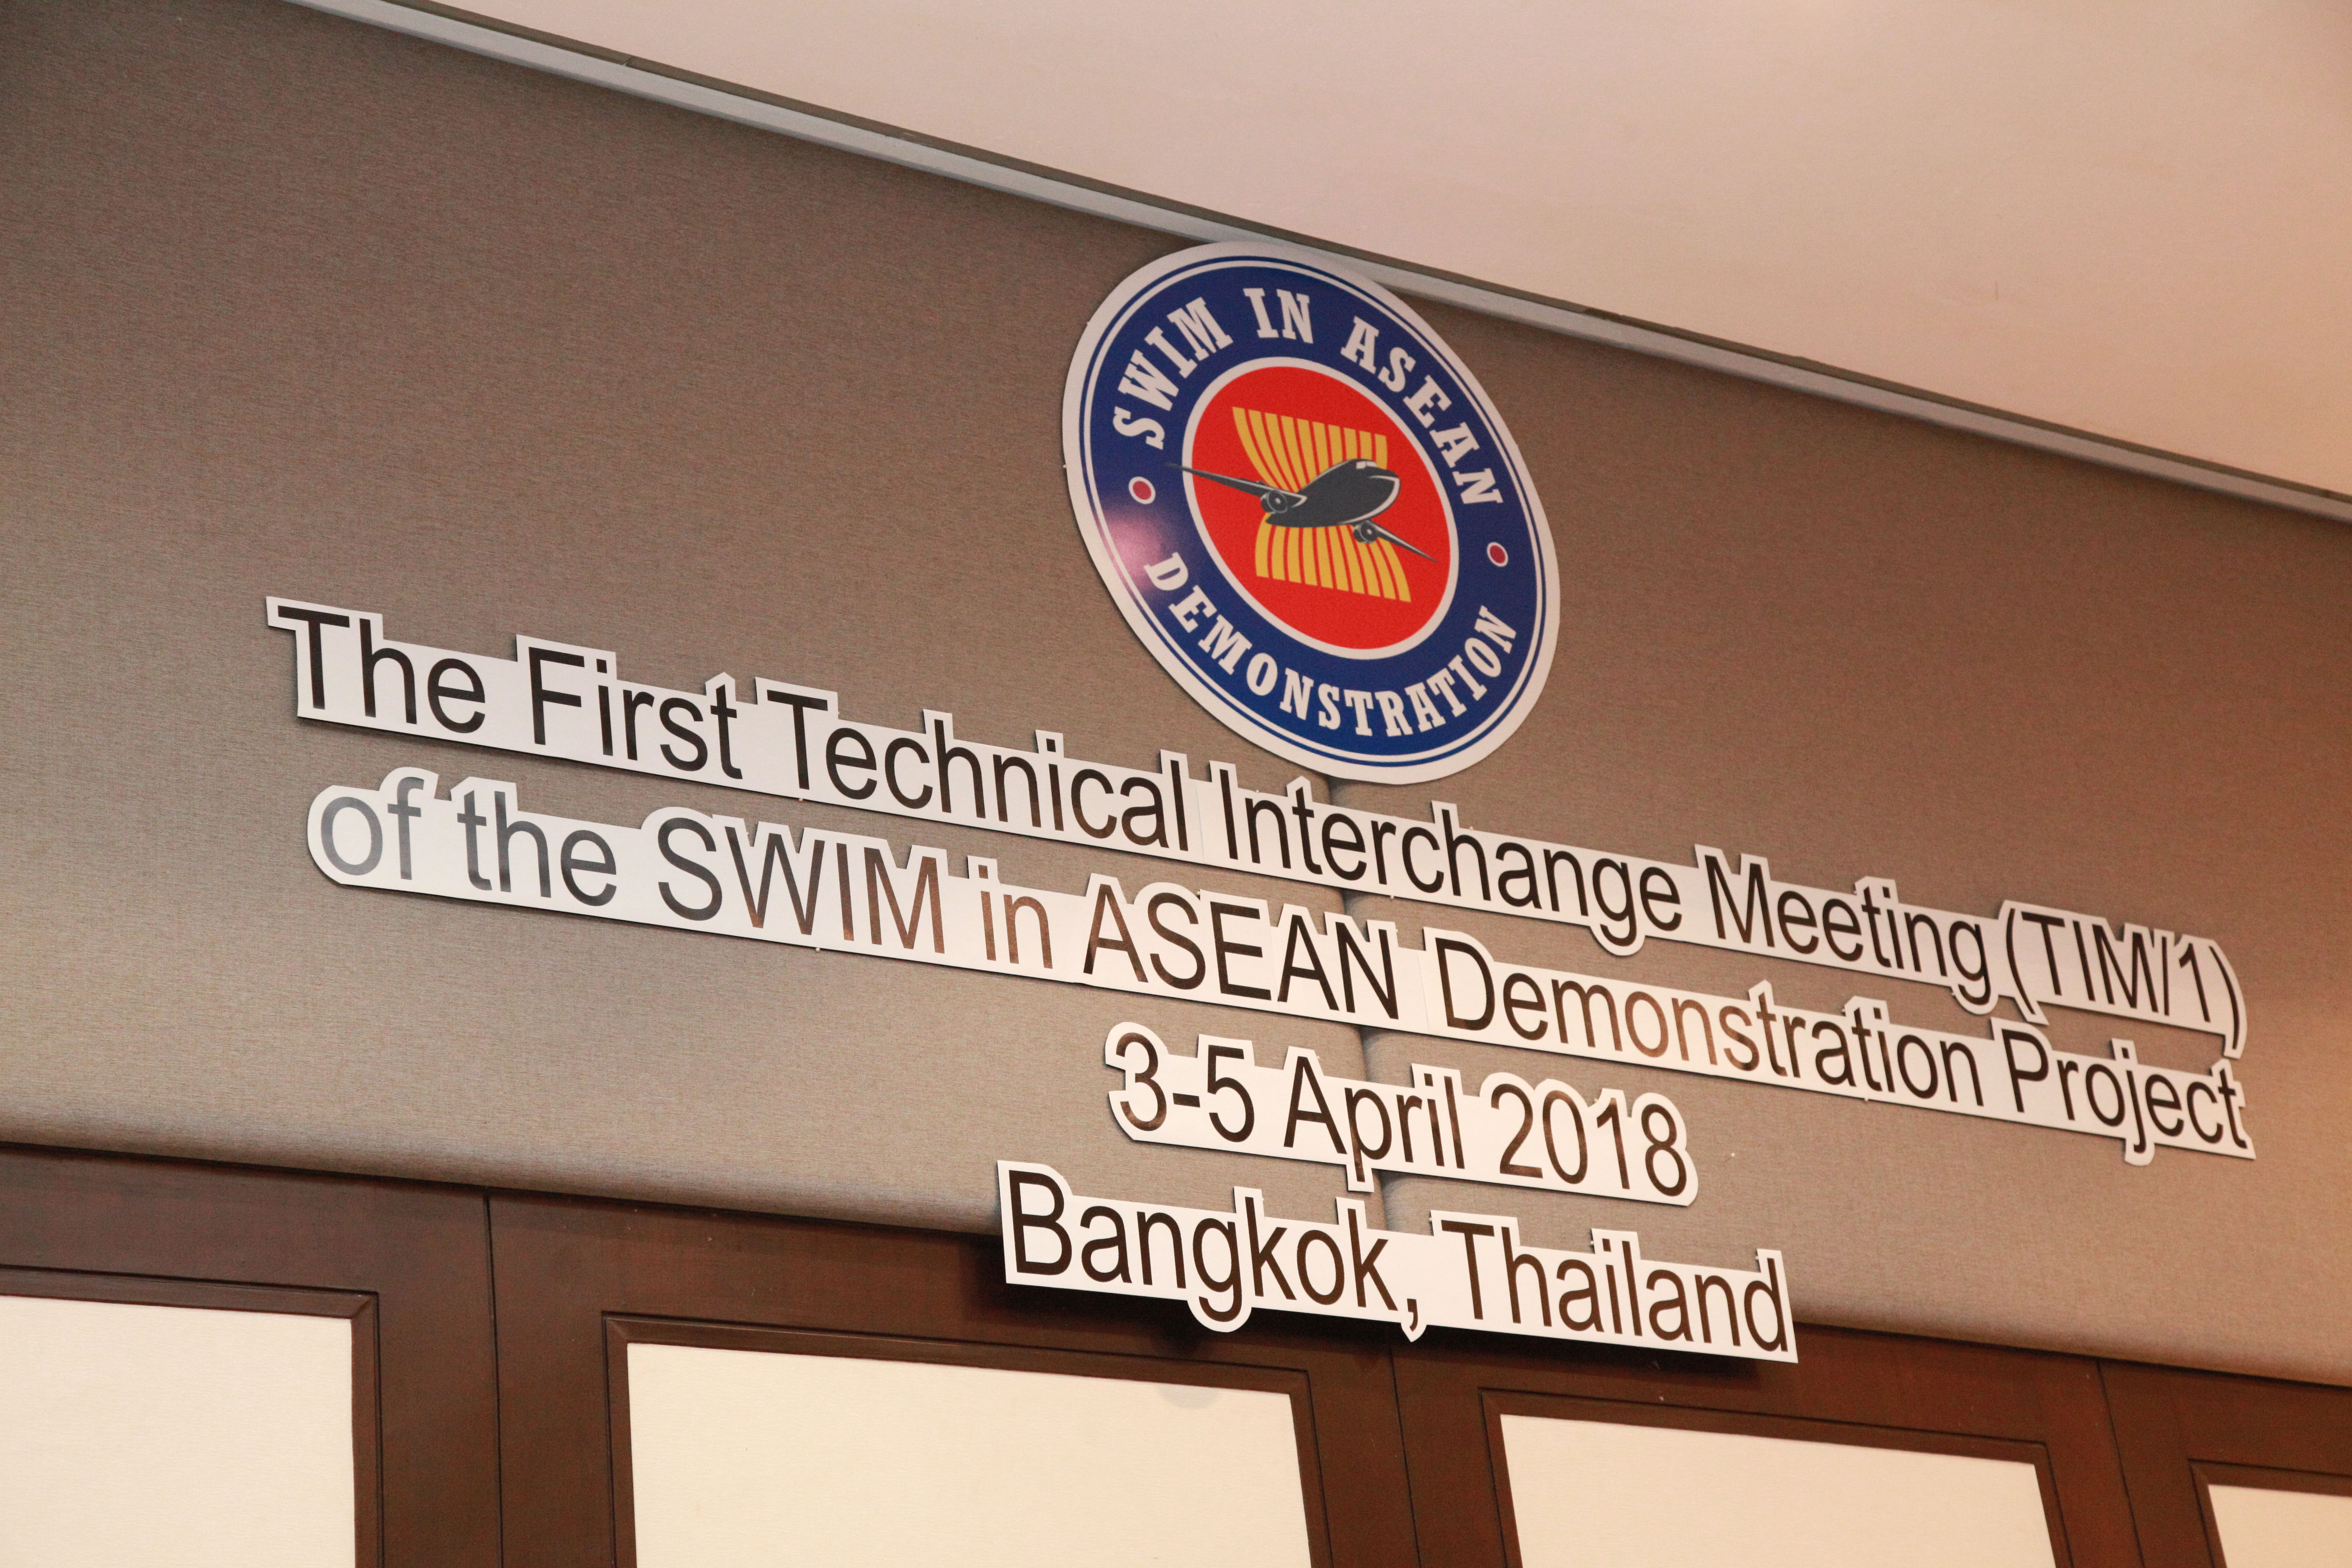 SWIM IN ASEAN
DEMONSTRATION
The First Technical Interchange Meeting (TIM/1)
of the SWIM in ASEAN Demonstration Project
3-5 April 2018
Bangkok, Thailand